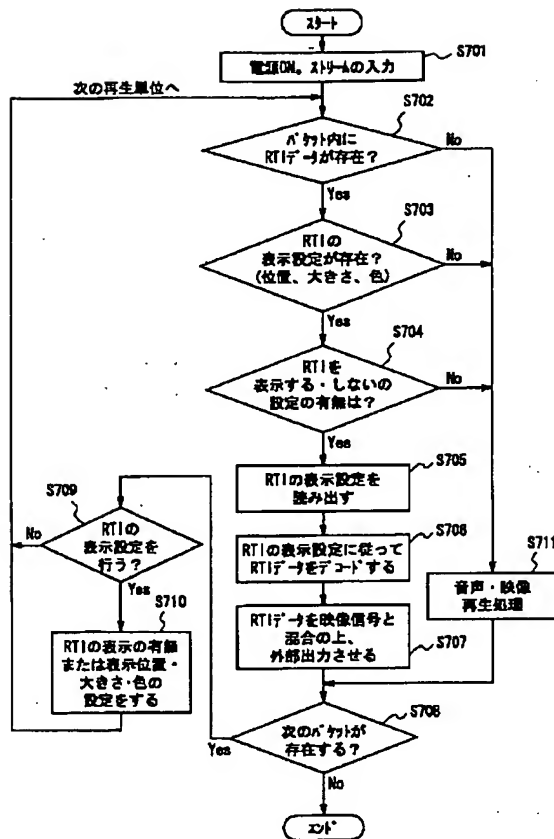 スタート
電源ON。ストリームの入力
S701
次の再生単位へ
S702
パケット内に
RTIデータが存在?
No
Yes
S703
RTIの
表示設定が存在?
(位置、大きさ、色)
No
Yes
S704
RTIを
表示する・しないの
設定の有無は?
No
Yes
S705
RTIの表示設定を
読み出す
S706
RTIの表示設定に従って
RTIデータをデコードする
S707
RTIデータを映像信号と
混合の上、
外部出力させる
S711
音声・映像
再生処理
S709
RTIの
表示設定を
行う?
No
Yes
S710
RTIの表示の有無
または表示位置・
大きさ・色の
設定をする
S708
次のパケットが
存在する?
Yes
No
エンド